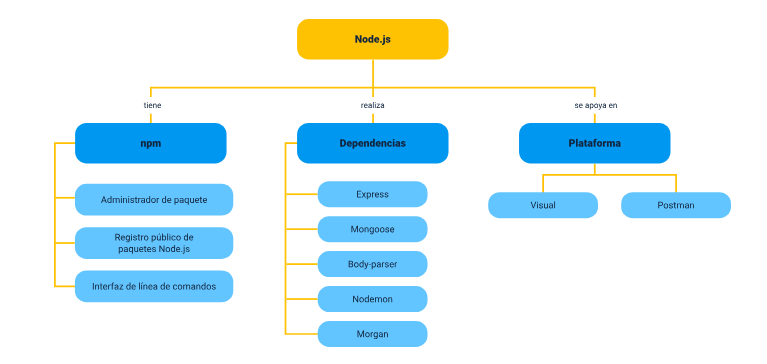 Node.js
tiene
realiza
se apoya en
npm
Dependencias
Plataforma
Administrador de paquete
Registro público de
paquetes Node.js
Interfaz de línea de comandos
Express
Mongoose
Body-parser
Nodemon
Morgan
Visual
Postman